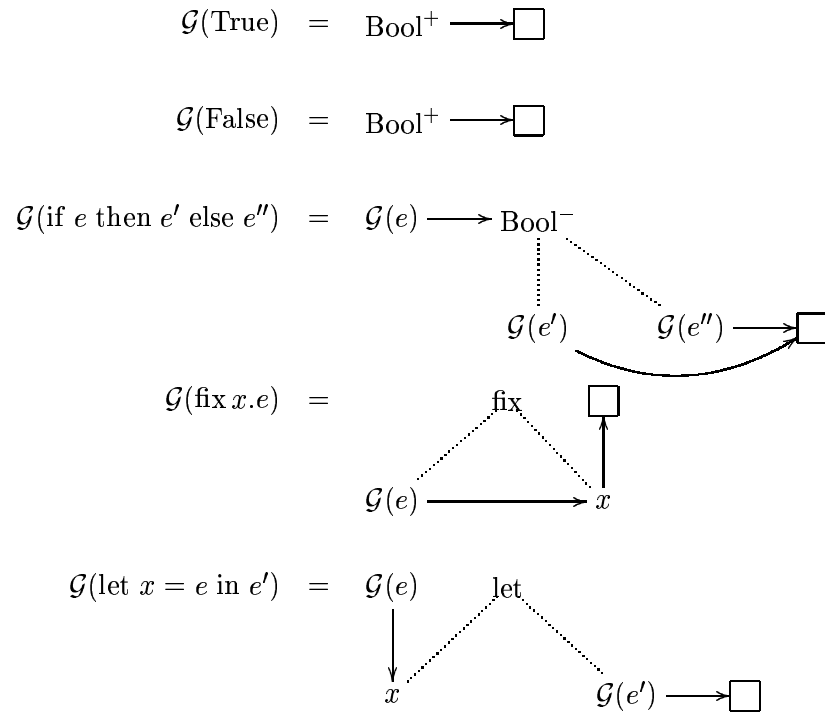 𝒢(True) = Bool⁺
𝒢(False) = Bool⁺
𝒢(if e then e′ else e″) = 𝒢(e) Bool⁻
𝒢(e′) 𝒢(e″)
𝒢(fix x.e) = fix
𝒢(e) x
𝒢(let x = e in e′) = 𝒢(e) let
x 𝒢(e′)